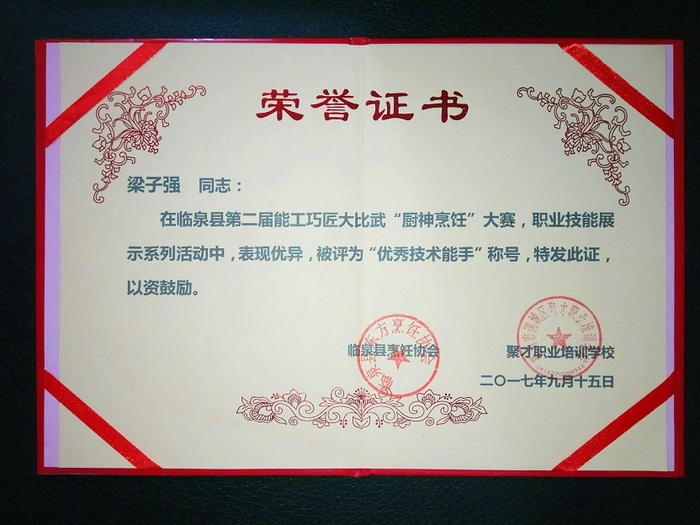 荣誉证书
梁子强 同志：
在临泉县第二届能工巧匠大比武“厨神烹饪”大赛，职业技能展
示系列活动中，表现优异，被评为“优秀技术能手”称号，特发此证，
以资鼓励。
临泉县烹饪协会 聚才职业培训学校
二〇一七年九月十五日